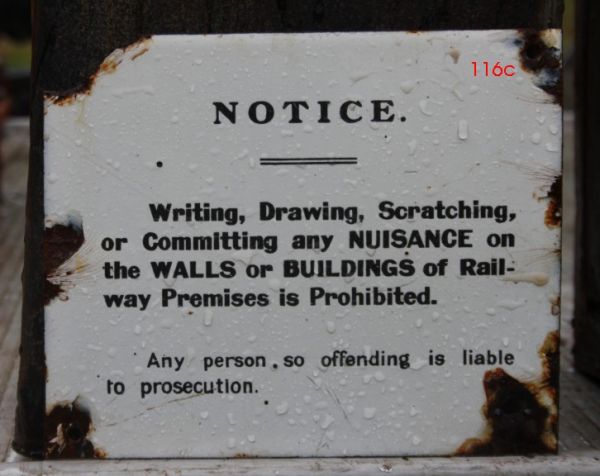 116c
NOTICE.
Writing, Drawing, Scratching,
or Committing any NUISANCE on
the WALLS or BUILDINGS of Rail-
way Premises is Prohibited.
Any person so offending is liable
to prosecution.